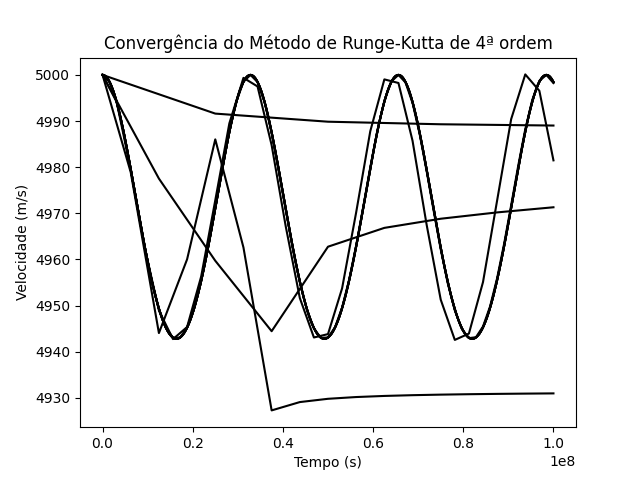 Convergência do Método de Runge-Kutta de 4ª ordem
Velocidade (m/s)
5000
4990
4980
4970
4960
4950
4940
4930
0.0 0.2 0.4 0.6 0.8 1.0
1e8
Tempo (s)